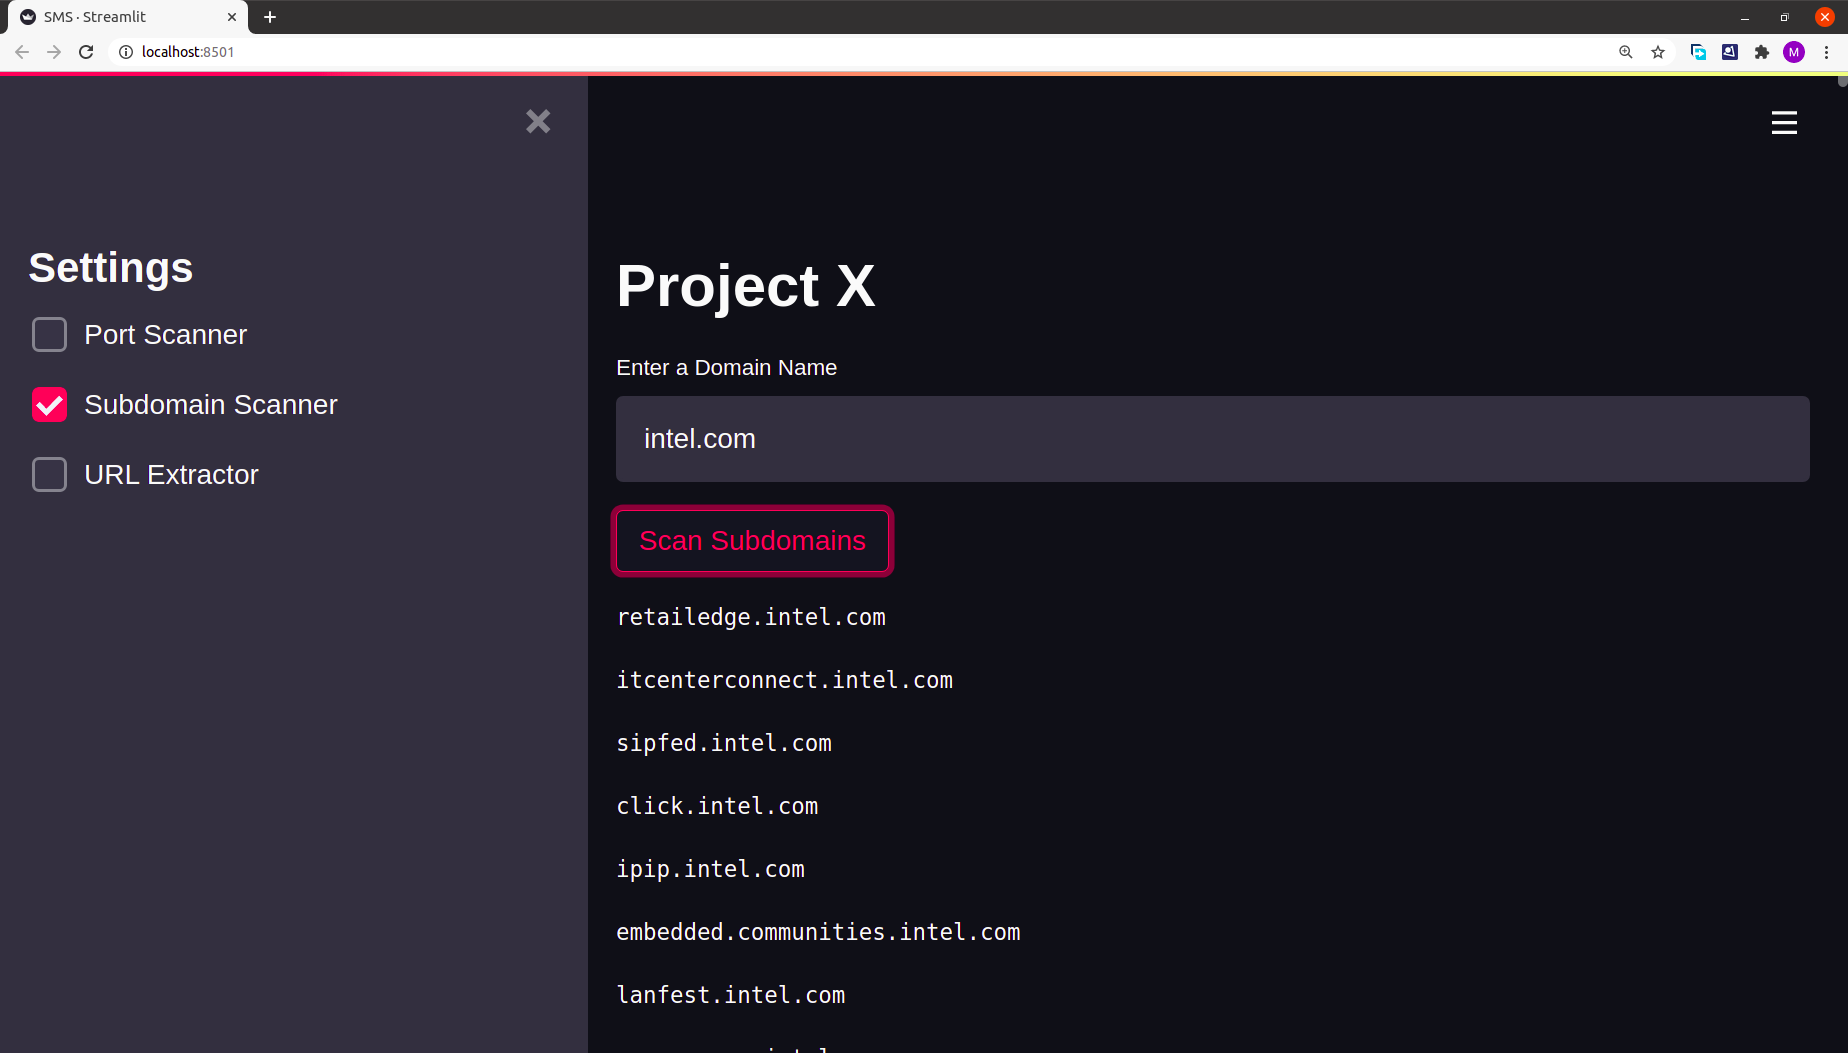 SMS · Streamlit
localhost:8501
M
Settings
Port Scanner
Subdomain Scanner
URL Extractor
Project X
Enter a Domain Name
intel.com
Scan Subdomains
retailedge.intel.com
itcenterconnect.intel.com
sipfed.intel.com
click.intel.com
ipip.intel.com
embedded.communities.intel.com
lanfest.intel.com